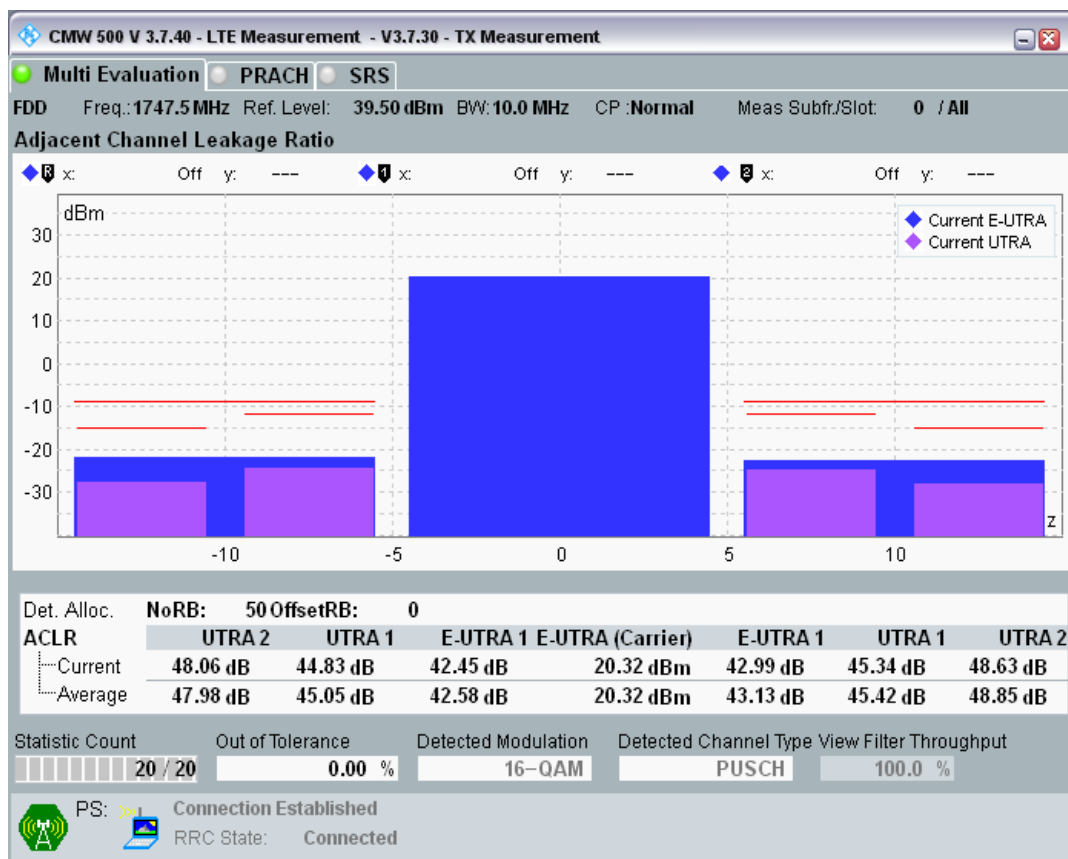 CMW 500 V 3.7.40 - LTE Measurement - V3.7.30 - TX Measurement
Multi Evaluation PRACH SRS
FDD Freq.: 1747.5 MHz Ref. Level: 39.50 dBm BW: 10.0 MHz CP : Normal Meas Subfr./Slot: 0 / All
Adjacent Channel Leakage Ratio
R x: Off y: --- 1 x: Off y: --- 2 x: Off y: ---
dBm
Current E-UTRA
Current UTRA
30
20
10
0
-10
-20
-30
z
-10 -5 0 5 10
Det. Alloc. NoRB: 50 OffsetRB: 0
ACLR UTRA 2 UTRA 1 E-UTRA 1 E-UTRA (Carrier) E-UTRA 1 UTRA 1 UTRA 2
Current 48.06 dB 44.83 dB 42.45 dB 20.32 dBm 42.99 dB 45.34 dB 48.63 dB
Average 47.98 dB 45.05 dB 42.58 dB 20.32 dBm 43.13 dB 45.42 dB 48.85 dB
Statistic Count Out of Tolerance Detected Modulation Detected Channel Type View Filter Throughput
20 / 20 0.00 % 16-QAM PUSCH 100.0 %
PS: Connection Established
RRC State: Connected